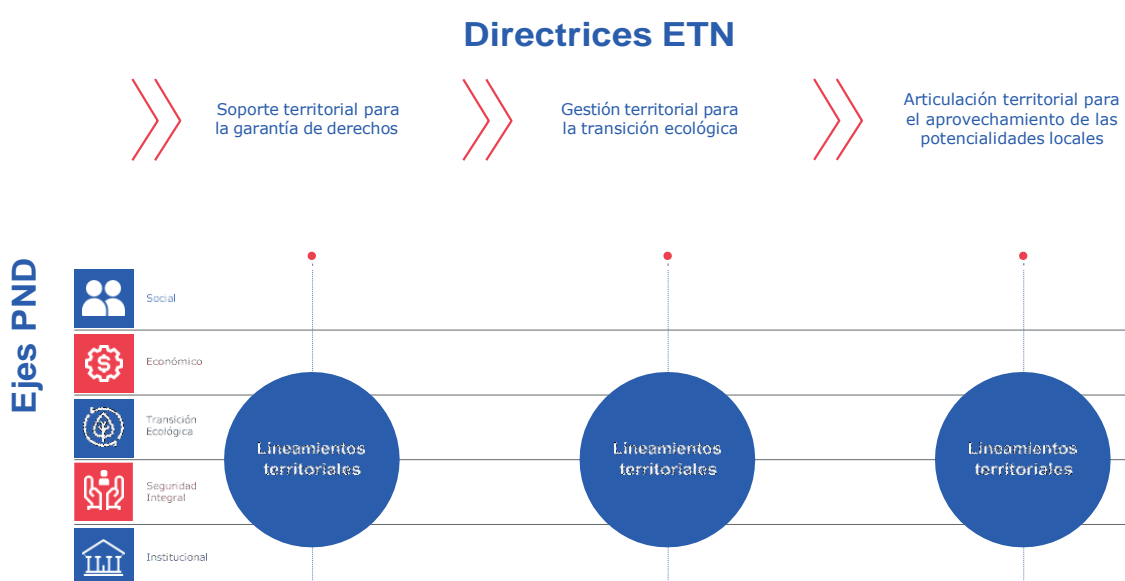 Directrices ETN
Soporte territorial para
la garantía de derechos
Gestión territorial para
la transición ecológica
Articulación territorial para
el aprovechamiento de las
potencialidades locales
Ejes PND
Social
Económico
Transición
Ecológica
Seguridad
Integral
Institucional
Lineamientos
territoriales
Lineamientos
territoriales
Lineamientos
territoriales